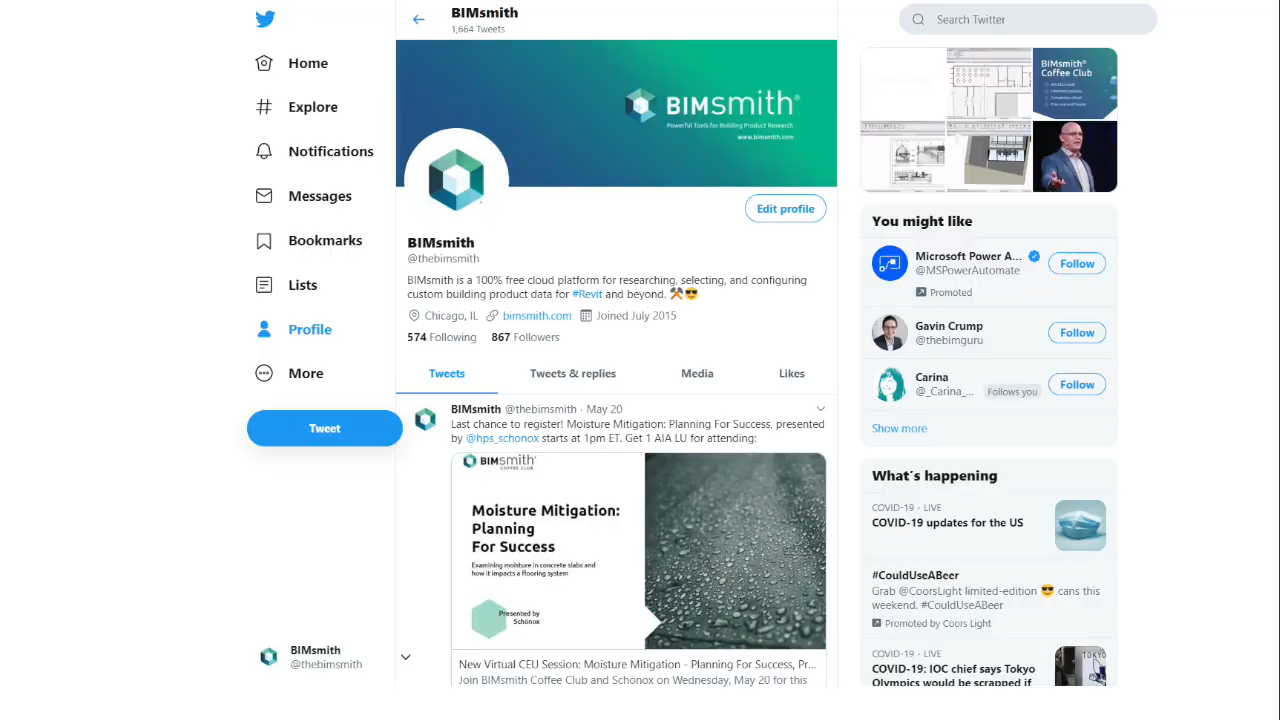 BIMsmith
1,664 Tweets
Search Twitter
Home
Explore
Notifications
Messages
Bookmarks
Lists
Profile
More
Tweet
BIMsmith
@thebimsmith
BIMsmith®
Powerful Tools for Building Product Research
www.bimsmith.com
Edit profile
BIMsmith
@thebimsmith
BIMsmith is a 100% free cloud platform for researching, selecting, and configuring
custom building product data for #Revit and beyond. ⚒️😎
Chicago, IL bimsmith.com Joined July 2015
574 Following 867 Followers
Tweets Tweets & replies Media Likes
BIMsmith @thebimsmith · May 20
Last chance to register! Moisture Mitigation: Planning For Success, presented
by @hps_schonox starts at 1pm ET. Get 1 AIA LU for attending:
BIMsmith®
COFFEE CLUB
Moisture Mitigation:
Planning
For Success
Examining moisture in concrete slabs and
how it impacts a flooring system
Presented by
Schönox
New Virtual CEU Session: Moisture Mitigation - Planning For Success, Pr...
Join BIMsmith Coffee Club and Schönox on Wednesday, May 20 for this
BIMsmith®
Coffee Club
You might like
Microsoft Power A...
@MSPowerAutomate
Follow
Promoted
Gavin Crump
@thebimguru
Follow
Carina
@_Carina_... Follows you
Follow
Show more
What's happening
COVID-19 · LIVE
COVID-19 updates for the US
#CouldUseABeer
Grab @CoorsLight limited-edition 😎 cans this
weekend. #CouldUseABeer
Promoted by Coors Light
COVID-19 · LIVE
COVID-19: IOC chief says Tokyo
Olympics would be scrapped if
TOKYO